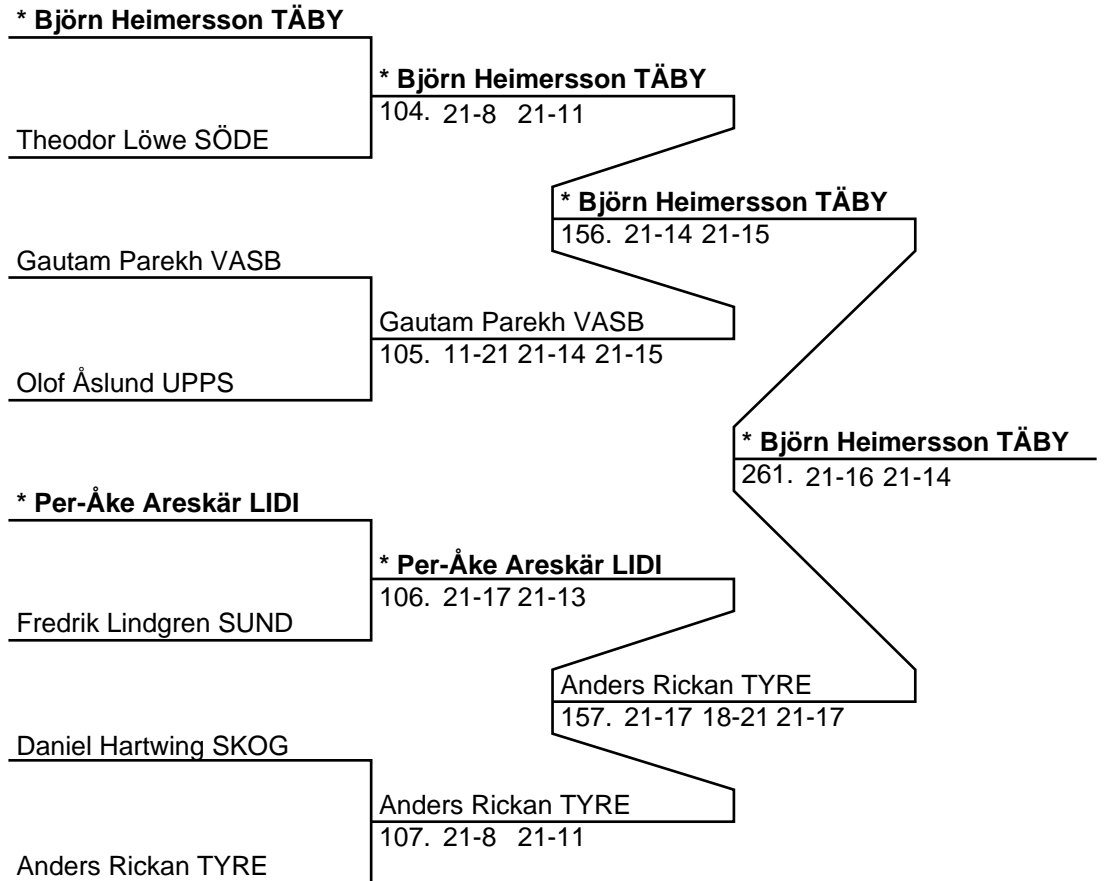 * Björn Heimersson TÄBY
* Björn Heimersson TÄBY
104. 21-8 21-11
Theodor Löwe SÖDE
* Björn Heimersson TÄBY
156. 21-14 21-15
Gautam Parekh VASB
Gautam Parekh VASB
105. 11-21 21-14 21-15
Olof Åslund UPPS
* Björn Heimersson TÄBY
261. 21-16 21-14
* Per-Åke Areskär LIDI
* Per-Åke Areskär LIDI
106. 21-17 21-13
Fredrik Lindgren SUND
Anders Rickan TYRE
157. 21-17 18-21 21-17
Daniel Hartwing SKOG
Anders Rickan TYRE
107. 21-8 21-11
Anders Rickan TYRE